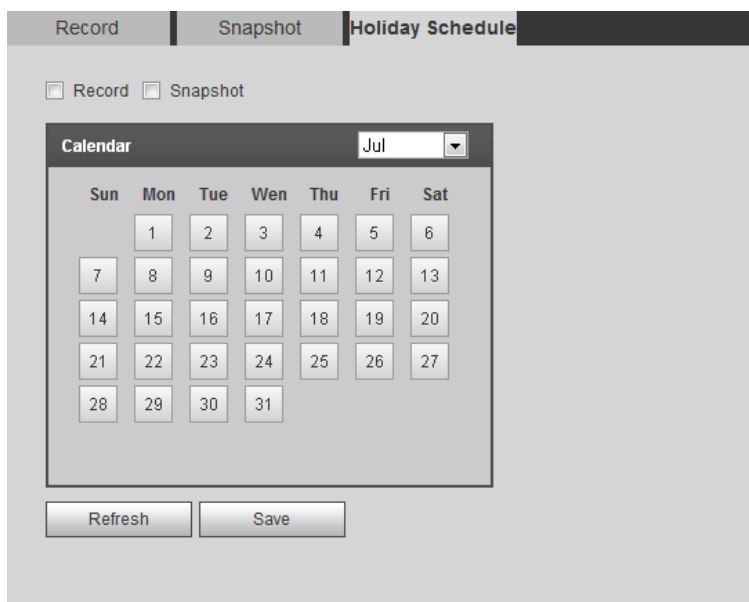 Record Snapshot Holiday Schedule
Record Snapshot
Calendar Jul
Sun Mon Tue Wen Thu Fri Sat
1 2 3 4 5 6
7 8 9 10 11 12 13
14 15 16 17 18 19 20
21 22 23 24 25 26 27
28 29 30 31
Refresh Save